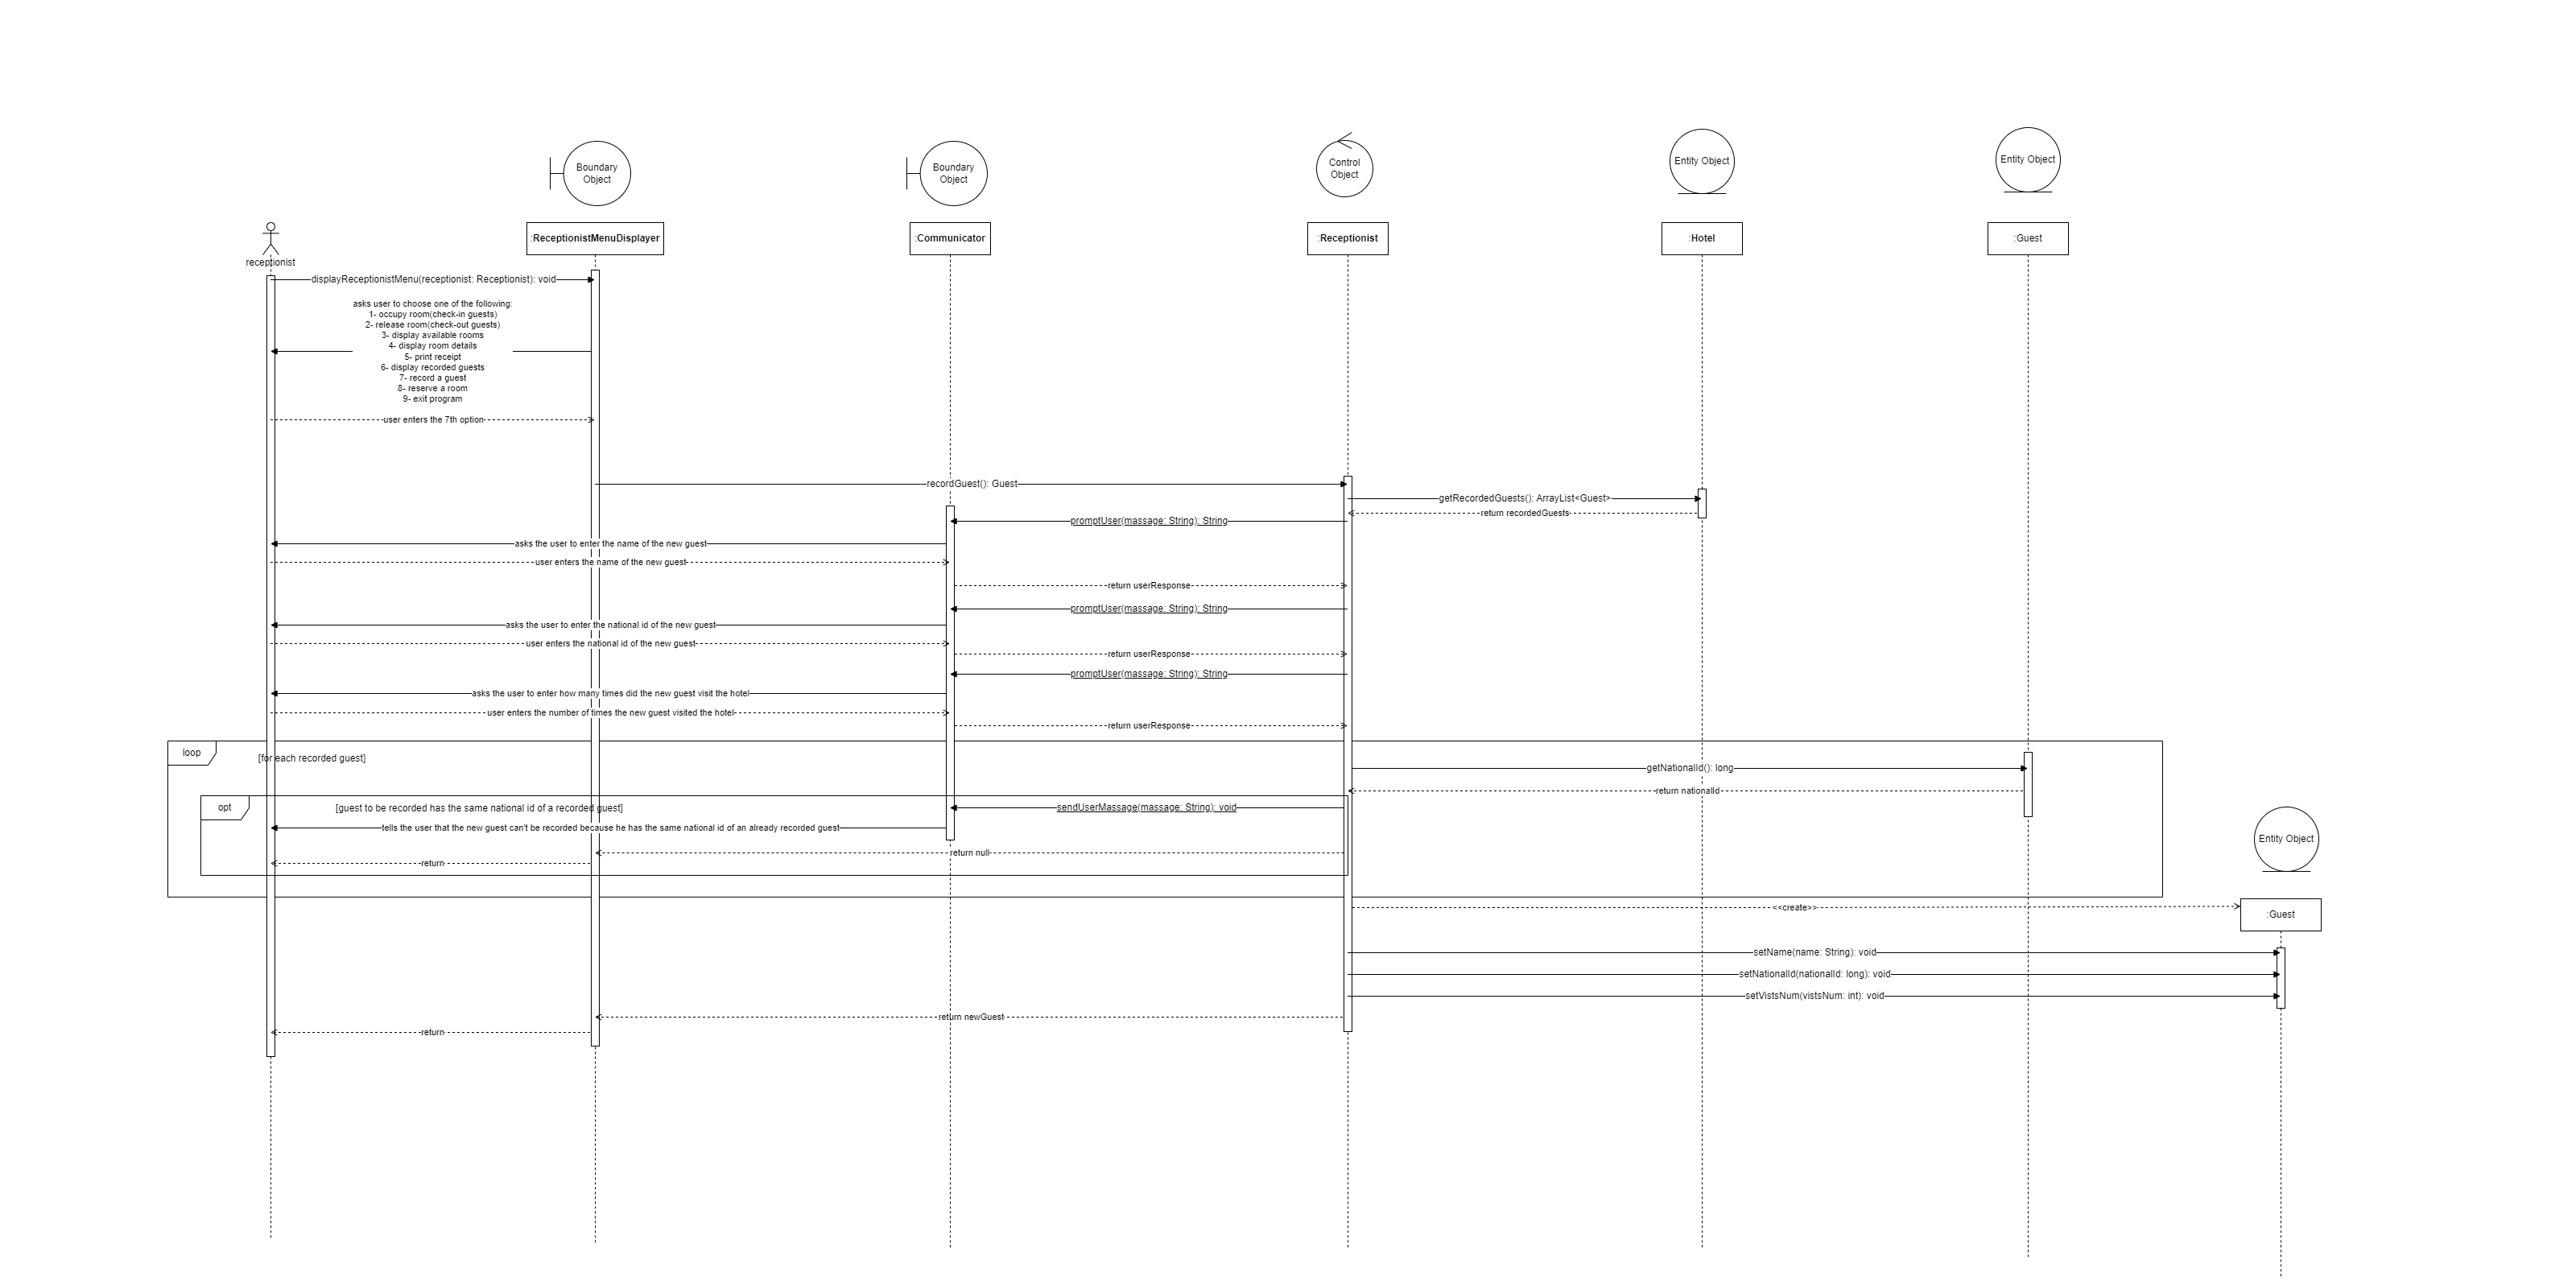 Boundary
Object
Boundary
Object
Control
Object
Entity Object
Entity Object
receptionist
:ReceptionistMenuDisplayer
:Communicator
:Receptionist
:Hotel
:Guest
displayReceptionistMenu(receptionist: Receptionist): void
asks user to choose one of the following:
1- occupy room(check-in guests)
2- release room(check-out guests)
3- display available rooms
4- display room details
5- print receipt
6- display recorded guests
7- record a guest
8- reserve a room
9- exit program
user enters the 7th option
recordGuest(): Guest
getRecordedGuests(): ArrayList<Guest>
return recordedGuests
promptUser(massage: String): String
asks the user to enter the name of the new guest
user enters the name of the new guest
return userResponse
promptUser(massage: String): String
asks the user to enter the national id of the new guest
user enters the national id of the new guest
return userResponse
promptUser(massage: String): String
asks the user to enter how many times did the new guest visit the hotel
user enters the number of times the new guest visited the hotel
return userResponse
loop
[for each recorded guest]
getNationalId(): long
return nationalId
opt
[guest to be recorded has the same national id of a recorded guest]
sendUserMassage(massage: String): void
tells the user that the new guest can't be recorded because he has the same national id of an already recorded guest
return null
return
Entity Object
<<create>>
:Guest
setName(name: String): void
setNationalId(nationalId: long): void
setVistsNum(vistsNum: int): void
return newGuest
return